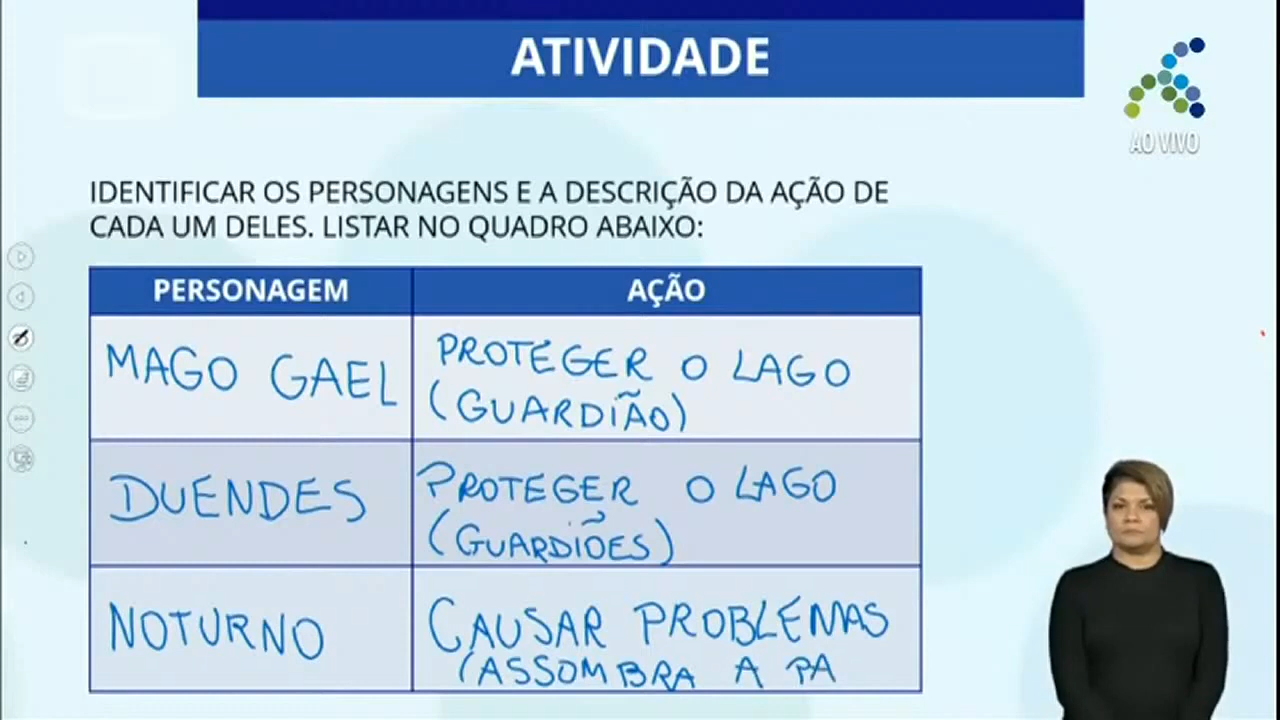 ATIVIDADE
AO VIVO
IDENTIFICAR OS PERSONAGENS E A DESCRIÇÃO DA AÇÃO DE
CADA UM DELES. LISTAR NO QUADRO ABAIXO:
PERSONAGEM AÇÃO
MAGO GAEL PROTEGER O LAGO
(GUARDIÃO)
DUENDES PROTEGER O LAGO
(GUARDIÕES)
NOTURNO CAUSAR PROBLEMAS
(ASSOMBRA A PA